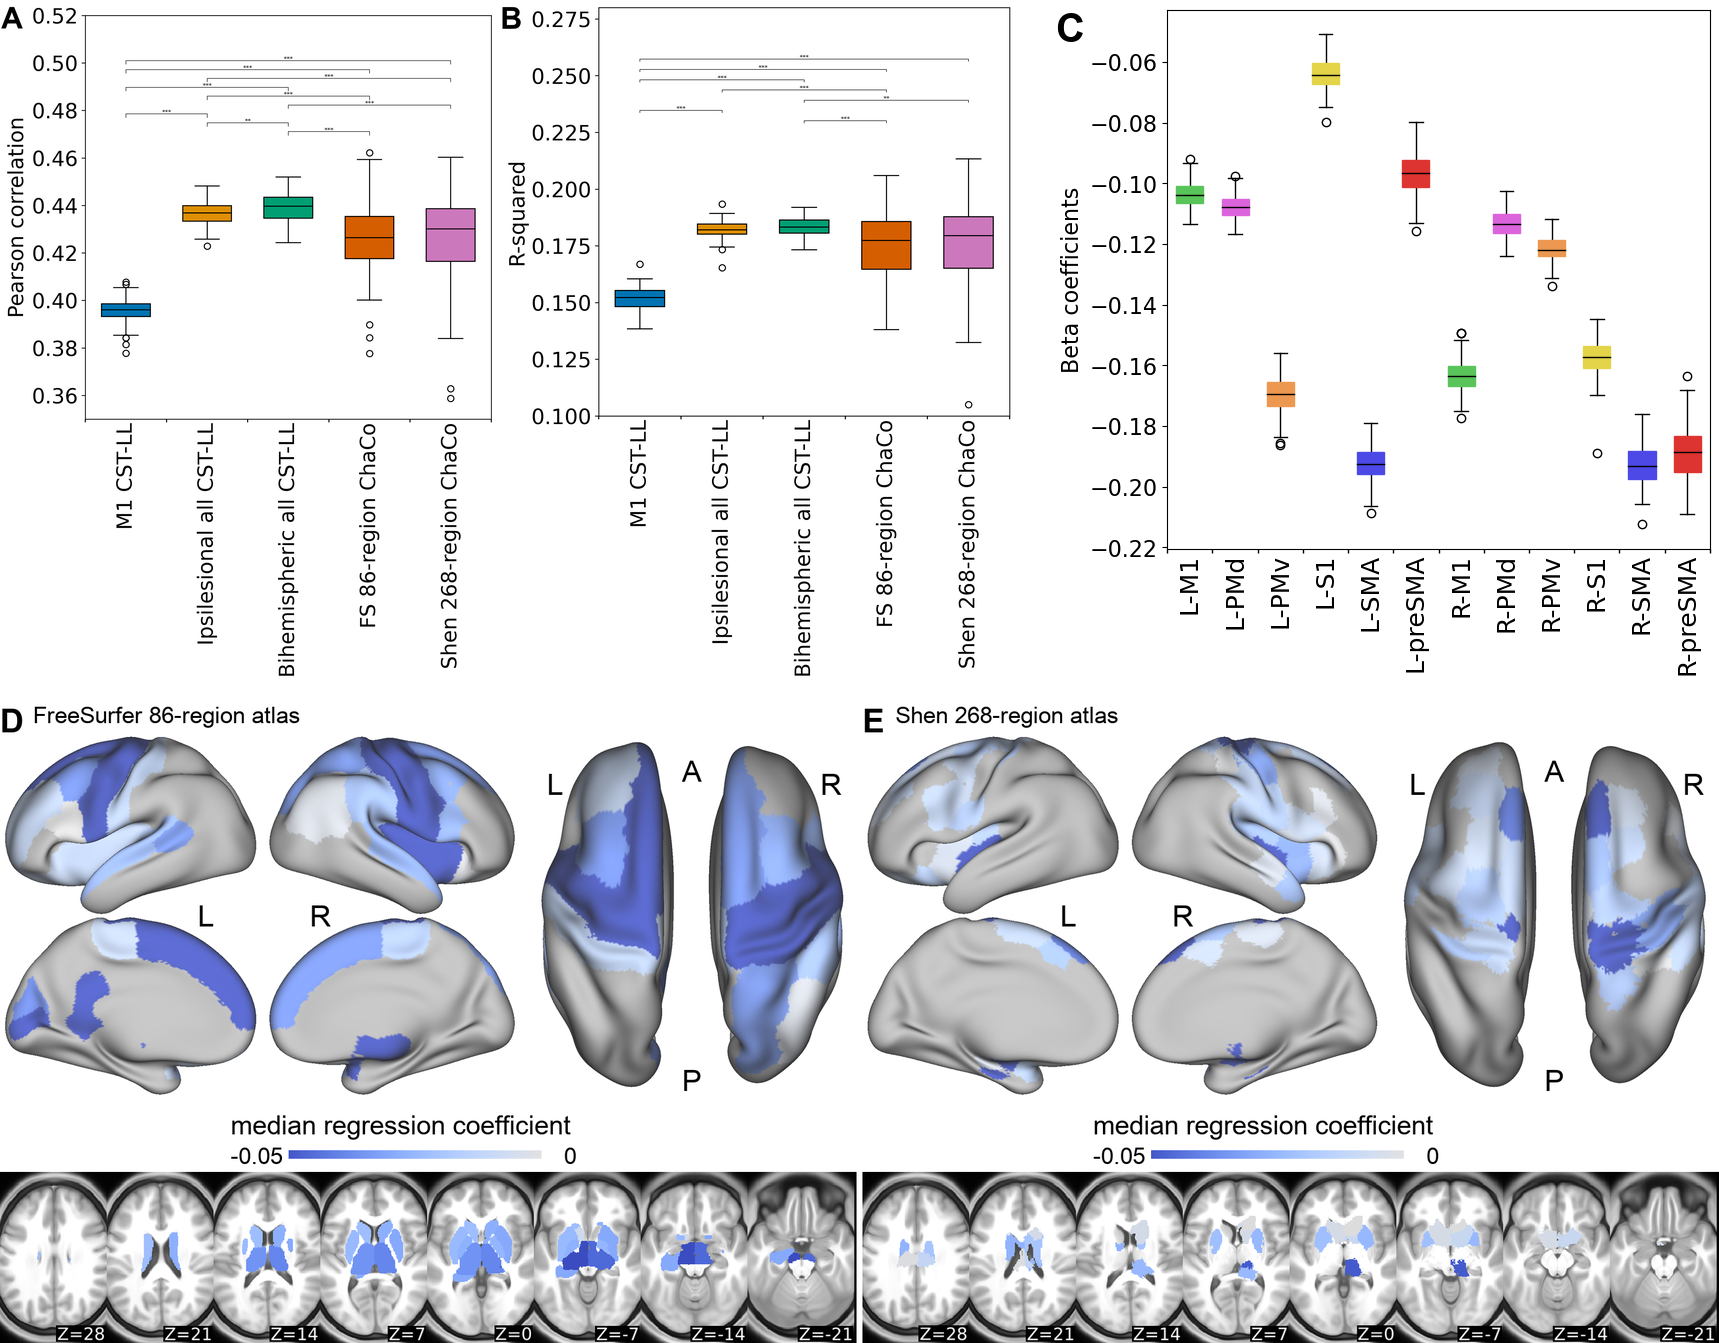 A
Pearson correlation
0.52
0.50
0.48
0.46
0.44
0.42
0.40
0.38
0.36
***
***
***
***
***
***
***
**
***
M1 CST-LL
Ipsilesional all CST-LL
Bihemispheric all CST-LL
FS 86-region ChaCo
Shen 268-region ChaCo
B
R-squared
0.275
0.250
0.225
0.200
0.175
0.150
0.125
0.100
***
***
***
***
**
***
***
M1 CST-LL
Ipsilesional all CST-LL
Bihemispheric all CST-LL
FS 86-region ChaCo
Shen 268-region ChaCo
C
Beta coefficients
−0.06
−0.08
−0.10
−0.12
−0.14
−0.16
−0.18
−0.20
−0.22
L-M1
L-PMd
L-PMv
L-S1
L-SMA
L-preSMA
R-M1
R-PMd
R-PMv
R-S1
R-SMA
R-preSMA
D FreeSurfer 86-region atlas
L A R
L R
P
median regression coefficient
-0.05 0
Z=28 Z=21 Z=14 Z=7 Z=0 Z=-7 Z=-14 Z=-21
E Shen 268-region atlas
L A R
L R
P
median regression coefficient
-0.05 0
Z=28 Z=21 Z=14 Z=7 Z=0 Z=-7 Z=-14 Z=-21